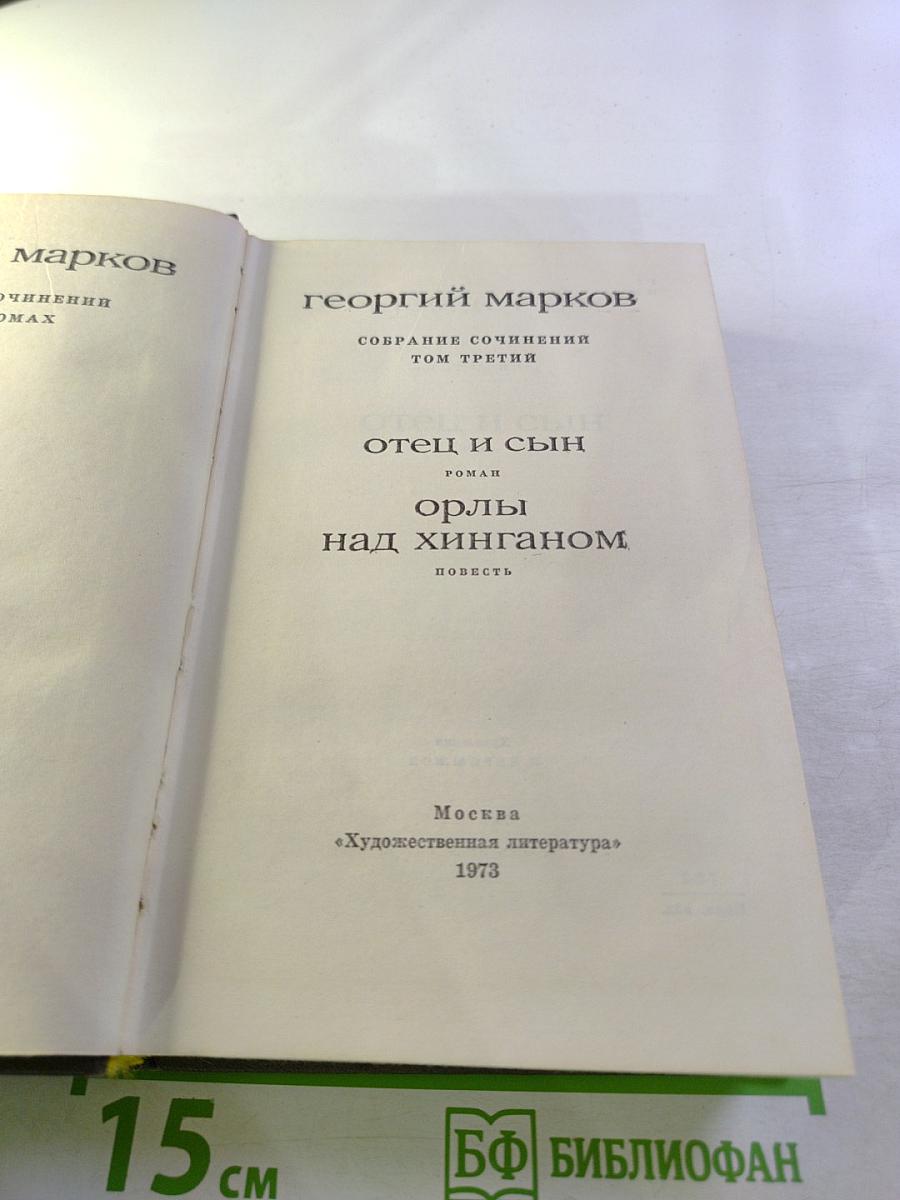 марков
очинений
омах
георгий марков
СОБРАНИЕ СОЧИНЕНИЙ
ТОМ ТРЕТИЙ
отец и сын
РОМАН
орлы
над хинганом
ПОВЕСТЬ
Москва
«Художественная литература»
1973
15 см
БФ БИБЛИОФАН